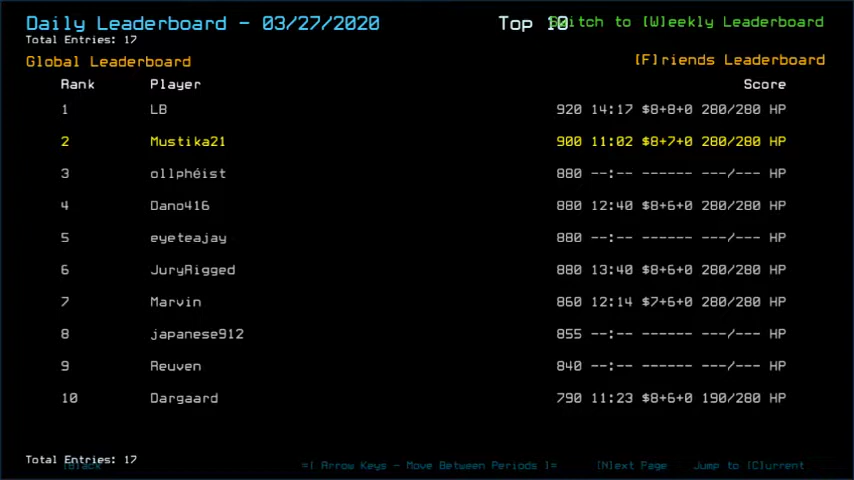 Daily Leaderboard - 03/27/2020 Top 10 Switch to [W]eekly Leaderboard
Total Entries: 17
Global Leaderboard [F]riends Leaderboard
Rank Player Score
1 LB 920 14:17 $8+8+0 280/280 HP
2 Mustika21 900 11:02 $8+7+0 280/280 HP
3 ollphéist 880 --:-- ------ ---/--- HP
4 Dano416 880 12:40 $8+6+0 280/280 HP
5 eyeteajay 880 --:-- ------ ---/--- HP
6 JuryRigged 880 13:40 $8+6+0 280/280 HP
7 Marvin 860 12:14 $7+6+0 280/280 HP
8 japanese912 855 --:-- ------ ---/--- HP
9 Reuven 840 --:-- ------ ---/--- HP
10 Dargaard 790 11:23 $8+6+0 190/280 HP
Total Entries: 17
[B]ack =[ Arrow Keys - Move Between Periods ]= [N]ext Page Jump to [C]urrent